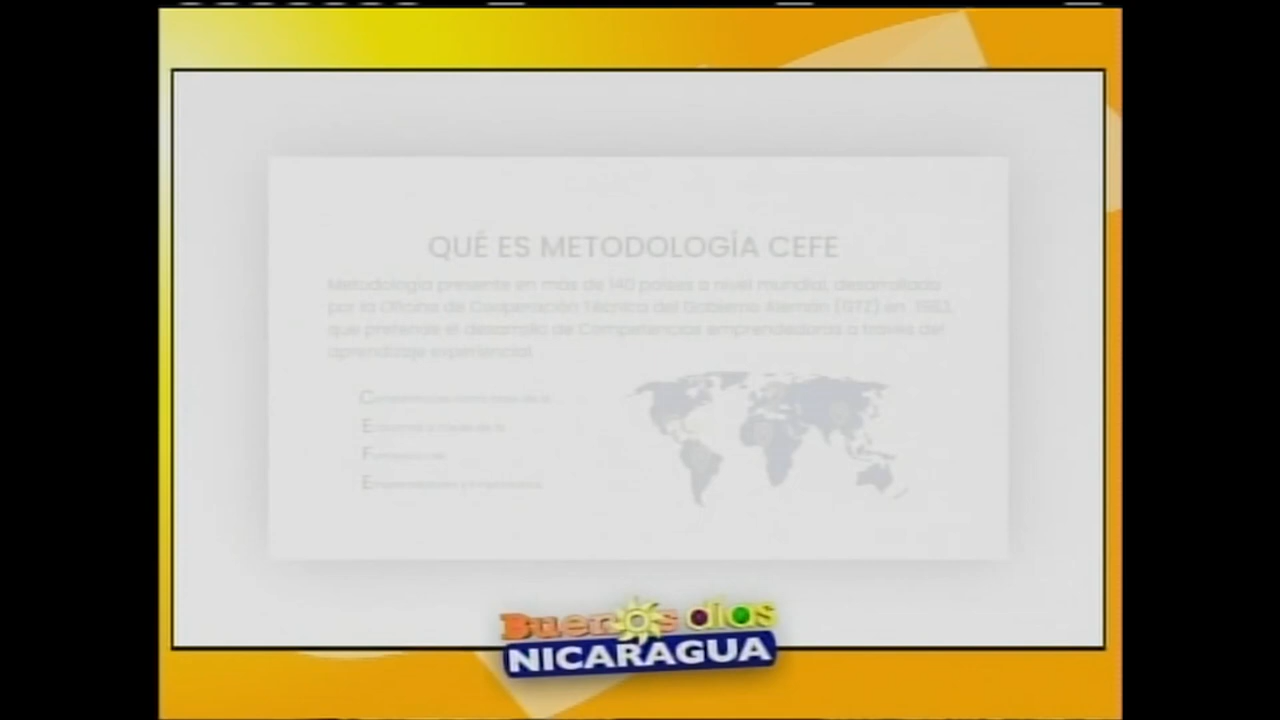 QUÉ ES METODOLOGÍA CEFE
Metodología presente en más de 140 países a nivel mundial, desarrollada
por la Oficina de Cooperación Técnica del Gobierno Alemán (GTZ) en
que pretende el desarrollo de Competencias emprendedoras a través del
aprendizaje experiencial.
C
E
F
E
Buenos días
NICARAGUA